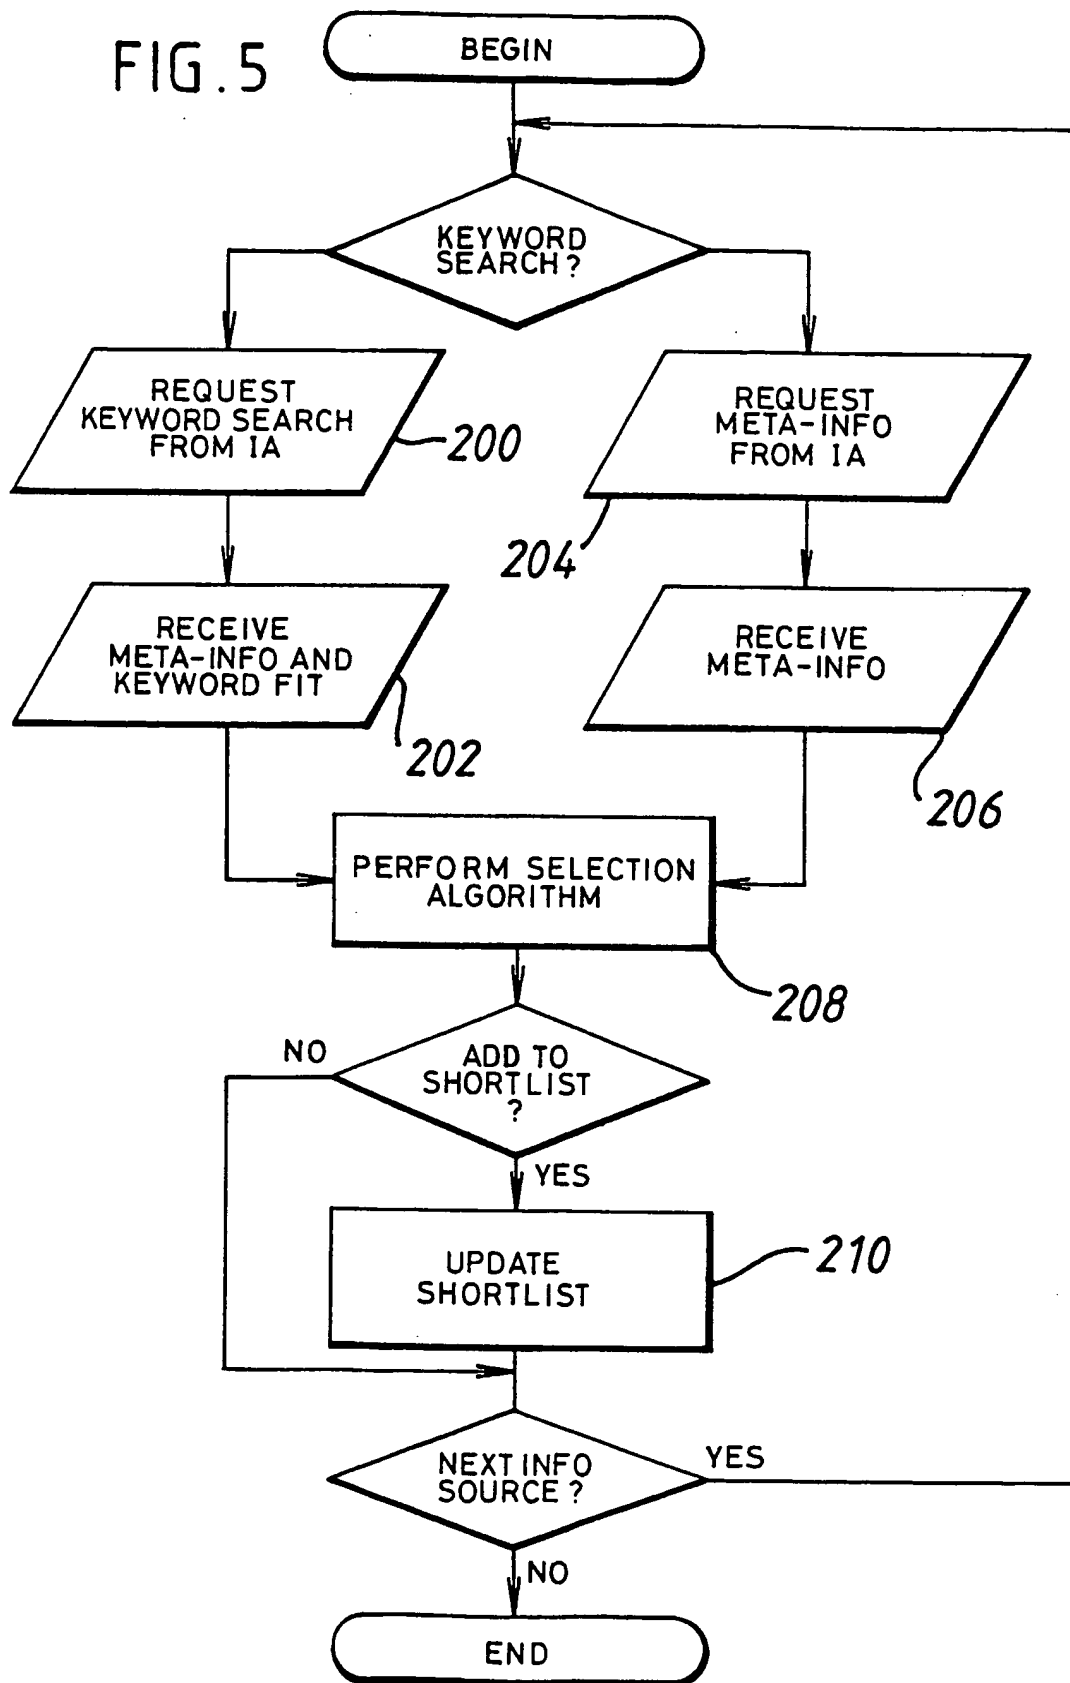 FIG. 5
BEGIN
KEYWORD
SEARCH?
REQUEST
KEYWORD SEARCH
FROM IA
200
REQUEST
META-INFO
FROM IA
204
RECEIVE
META-INFO AND
KEYWORD FIT
202
RECEIVE
META-INFO
206
PERFORM SELECTION
ALGORITHM
208
NO
ADD TO
SHORTLIST
?
YES
UPDATE
SHORTLIST
210
NEXT INFO
SOURCE?
YES
NO
END